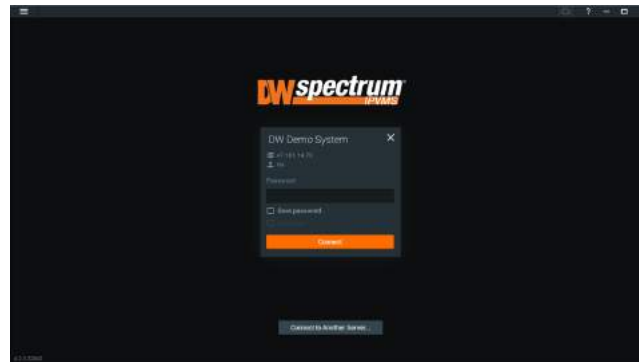 ?
DW spectrum
IPVMS
DW Demo System
Password
Save password
Connect
Connect to Another Server...